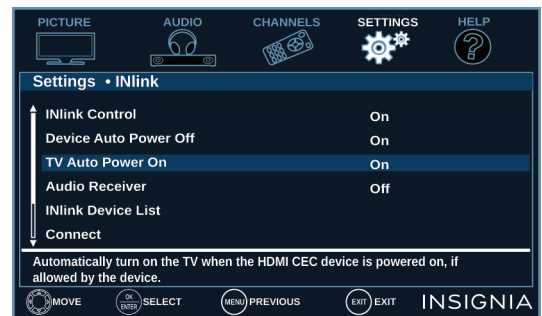 PICTURE AUDIO CHANNELS SETTINGS HELP
Settings • INlink
INlink Control On
Device Auto Power Off On
TV Auto Power On On
Audio Receiver Off
INlink Device List
Connect
Automatically turn on the TV when the HDMI CEC device is powered on, if
allowed by the device.
MOVE OK ENTER SELECT MENU PREVIOUS EXIT EXIT INSIGNIA